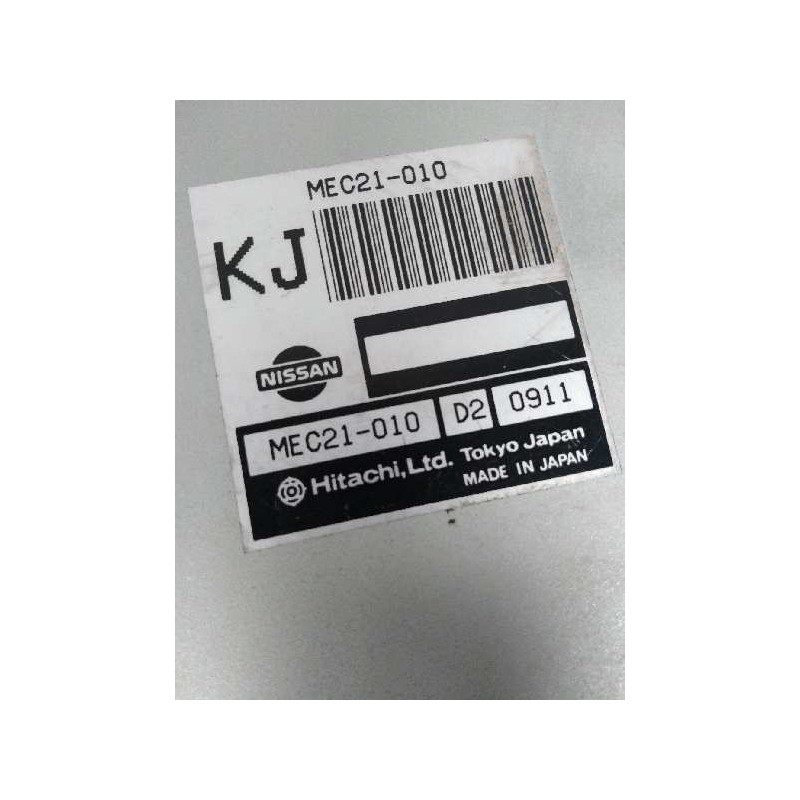 MEC21-010
KJ
NISSAN
MEC21-010 D2 0911
Hitachi, Ltd. Tokyo Japan
MADE IN JAPAN